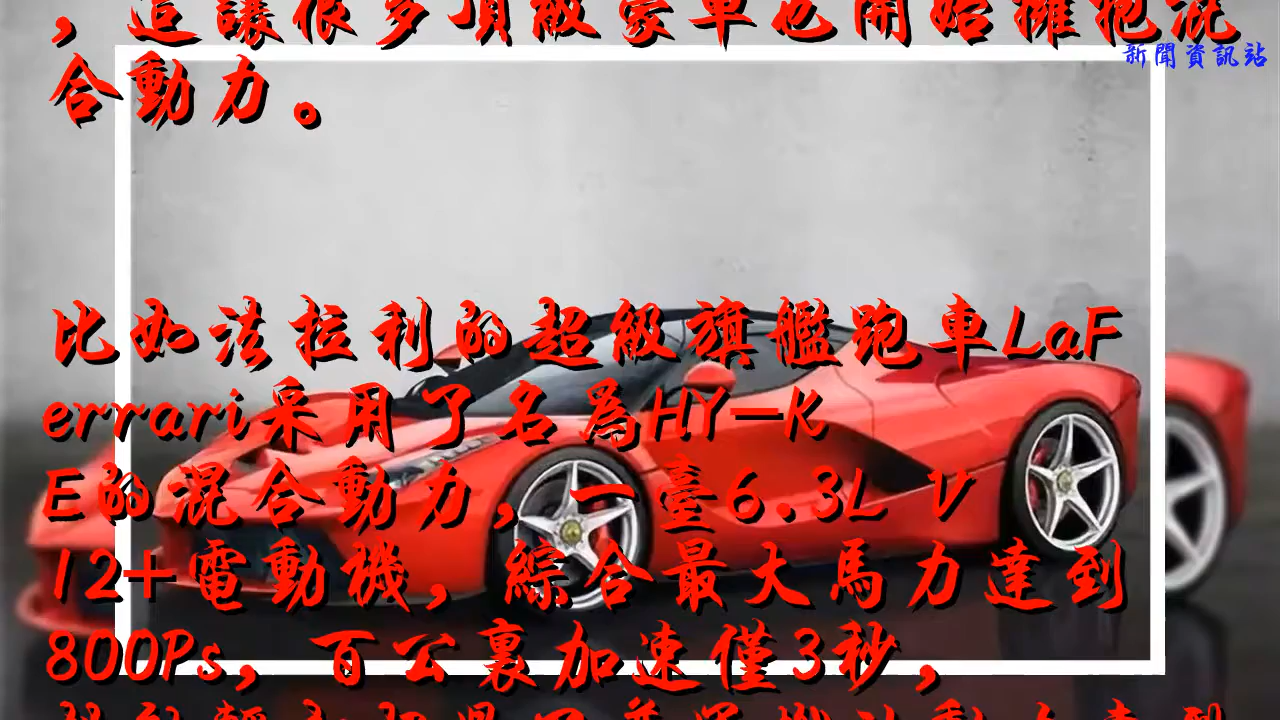 ，這讓很多頂級豪車也開始擁抱混
新聞資訊站
合動力。
比如法拉利的超級旗艦跑車LaF
errari采用了名爲HY-K
E的混合動力，一臺6.3L V
12+電動機，綜合最大馬力達到
800Ps，百公裏加速僅3秒，